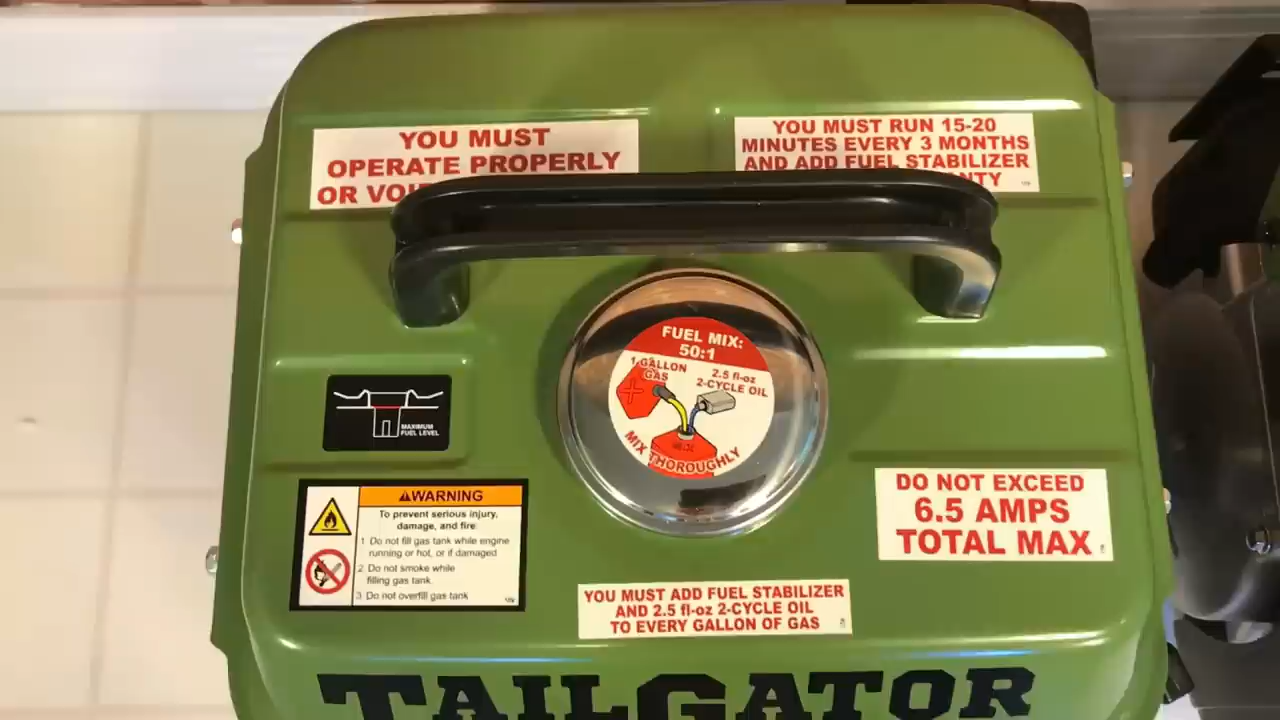 YOU MUST
OPERATE PROPERLY
OR
YOU MUST RUN 15-20
MINUTES EVERY 3 MONTHS
AND ADD FUEL STABILIZER
FUEL MIX:
50:1
1 GALLON
GAS
2.5 fl-oz
2-CYCLE OIL
MIX THOROUGHLY
MAXIMUM
FUEL LEVEL
WARNING
To prevent serious injury,
damage, and fire:
1. Do not fill gas tank while engine
running or hot, or if damaged
2. Do not smoke while
filling gas tank.
3. Do not overfill gas tank
DO NOT EXCEED
6.5 AMPS
TOTAL MAX
YOU MUST ADD FUEL STABILIZER
AND 2.5 fl-oz 2-CYCLE OIL
TO EVERY GALLON OF GAS
TAILGATOR